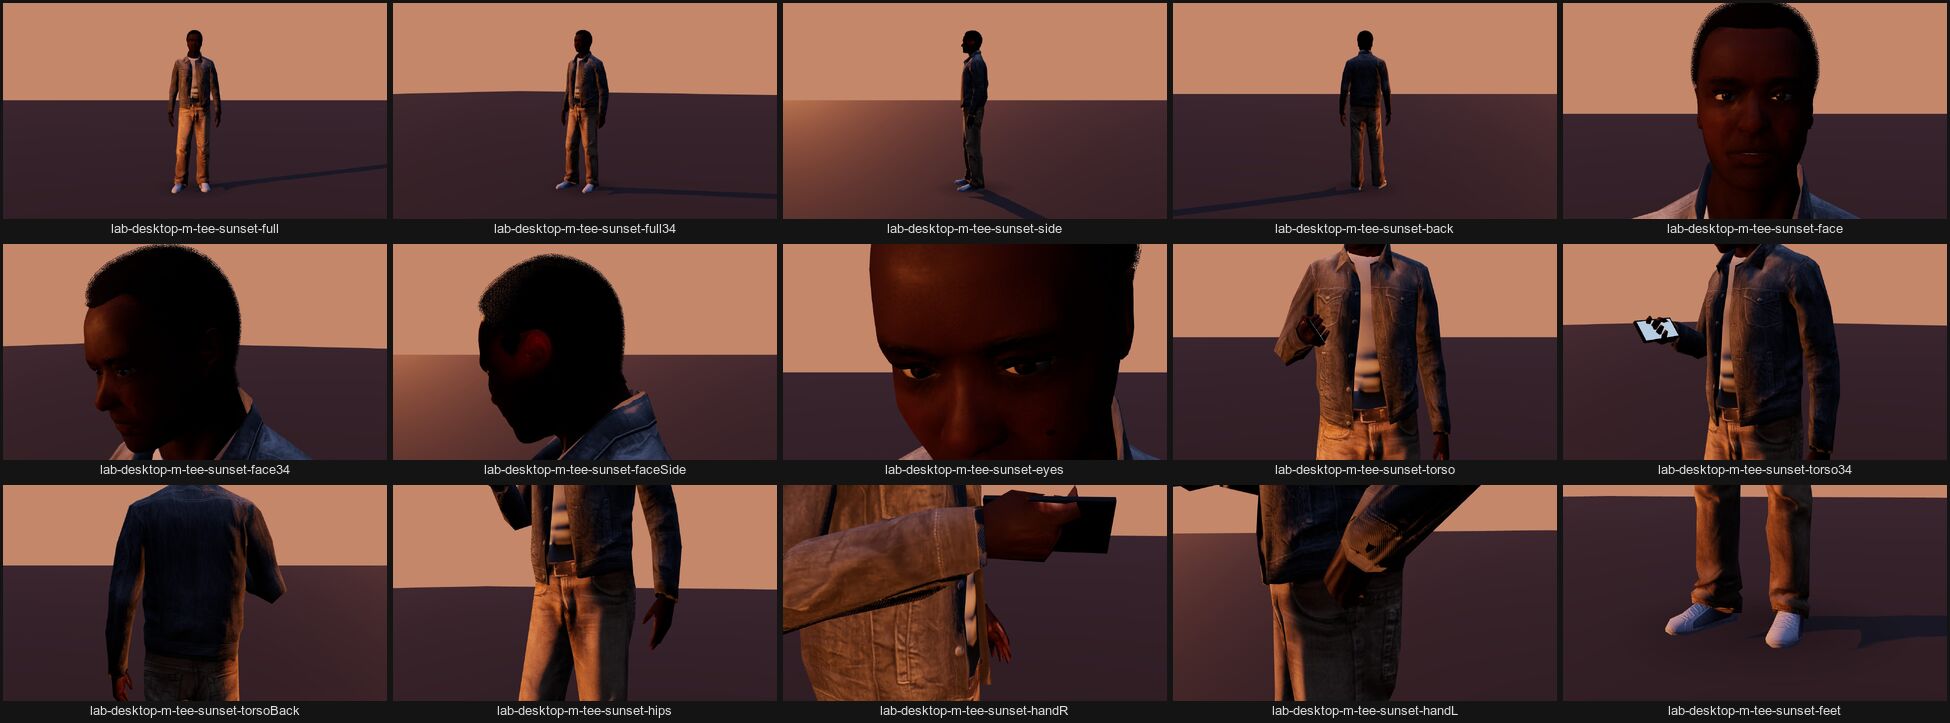 lab-desktop-m-tee-sunset-full
lab-desktop-m-tee-sunset-full34
lab-desktop-m-tee-sunset-side
lab-desktop-m-tee-sunset-back
lab-desktop-m-tee-sunset-face
lab-desktop-m-tee-sunset-face34
lab-desktop-m-tee-sunset-faceSide
lab-desktop-m-tee-sunset-eyes
lab-desktop-m-tee-sunset-torso
lab-desktop-m-tee-sunset-torso34
lab-desktop-m-tee-sunset-torsoBack
lab-desktop-m-tee-sunset-hips
lab-desktop-m-tee-sunset-handR
lab-desktop-m-tee-sunset-handL
lab-desktop-m-tee-sunset-feet